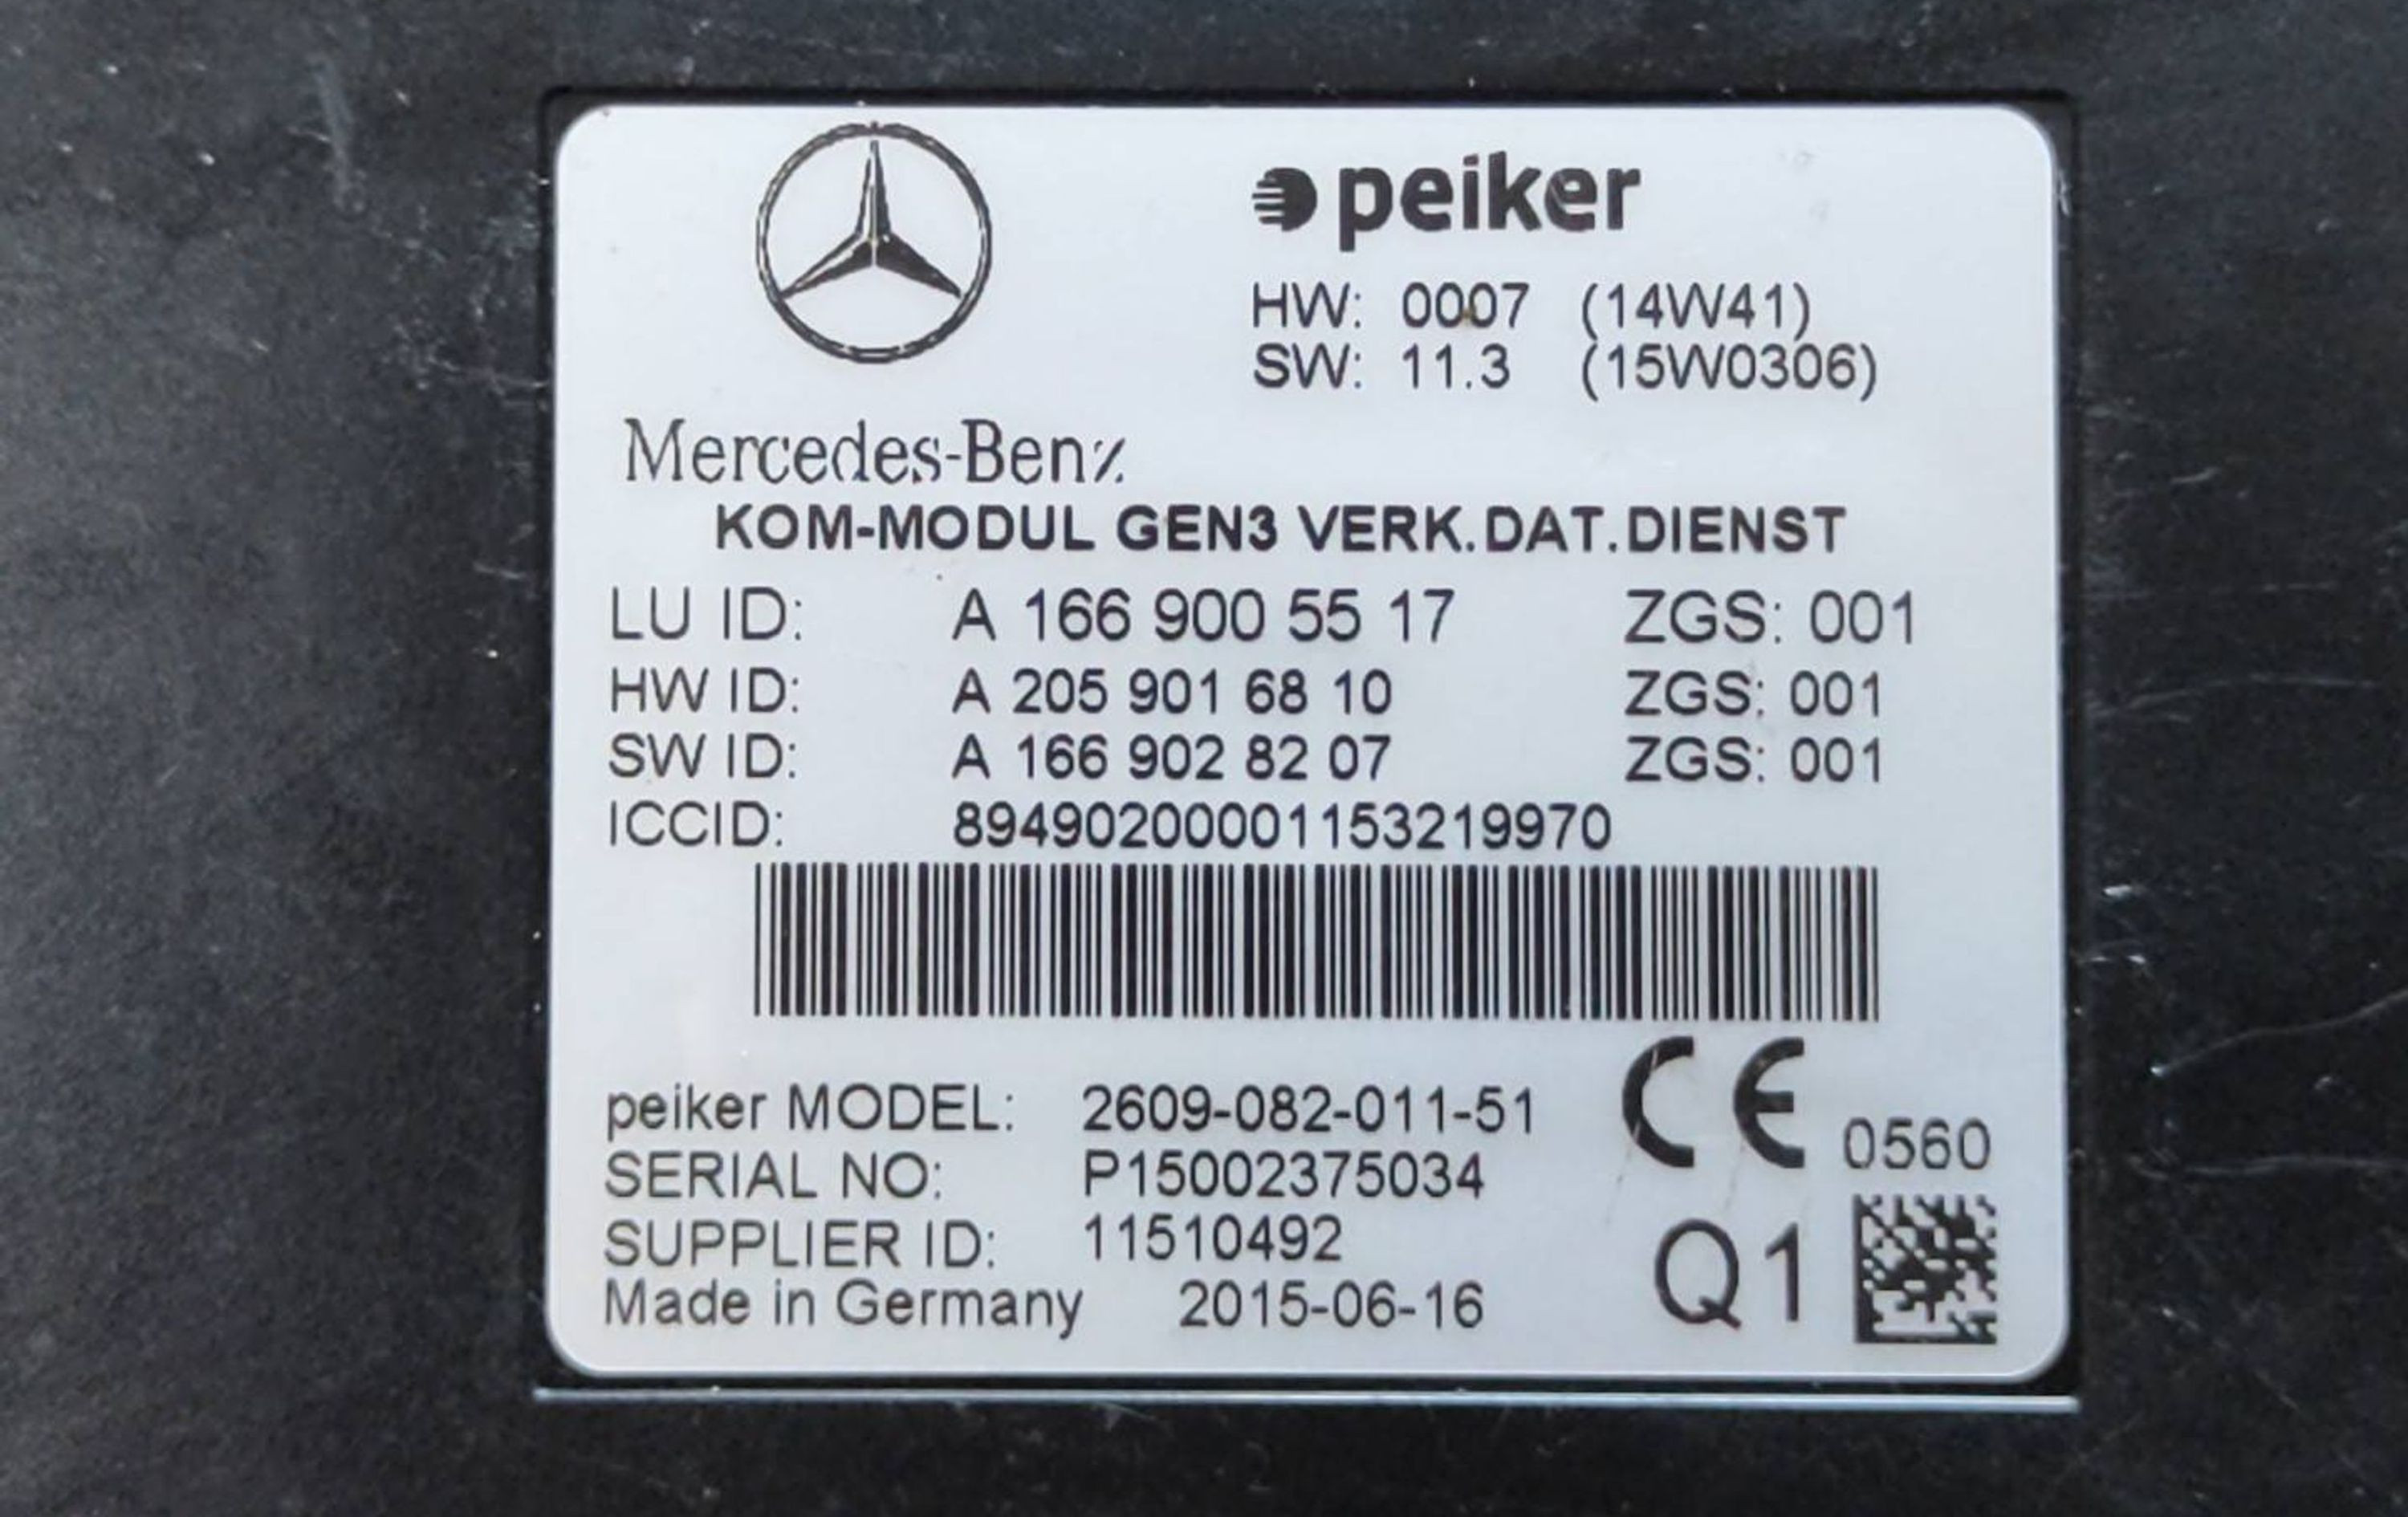 peiker
HW: 0007 (14W41)
SW: 11.3 (15W0306)
Mercedes-Benz
KOM-MODUL GEN3 VERK.DAT.DIENST
LU ID: A 166 900 55 17 ZGS: 001
HW ID: A 205 901 68 10 ZGS: 001
SW ID: A 166 902 82 07 ZGS: 001
ICCID: 89490200001153219970
peiker MODEL: 2609-082-011-51 CE 0560
SERIAL NO: P15002375034
SUPPLIER ID: 11510492
Made in Germany 2015-06-16 Q1